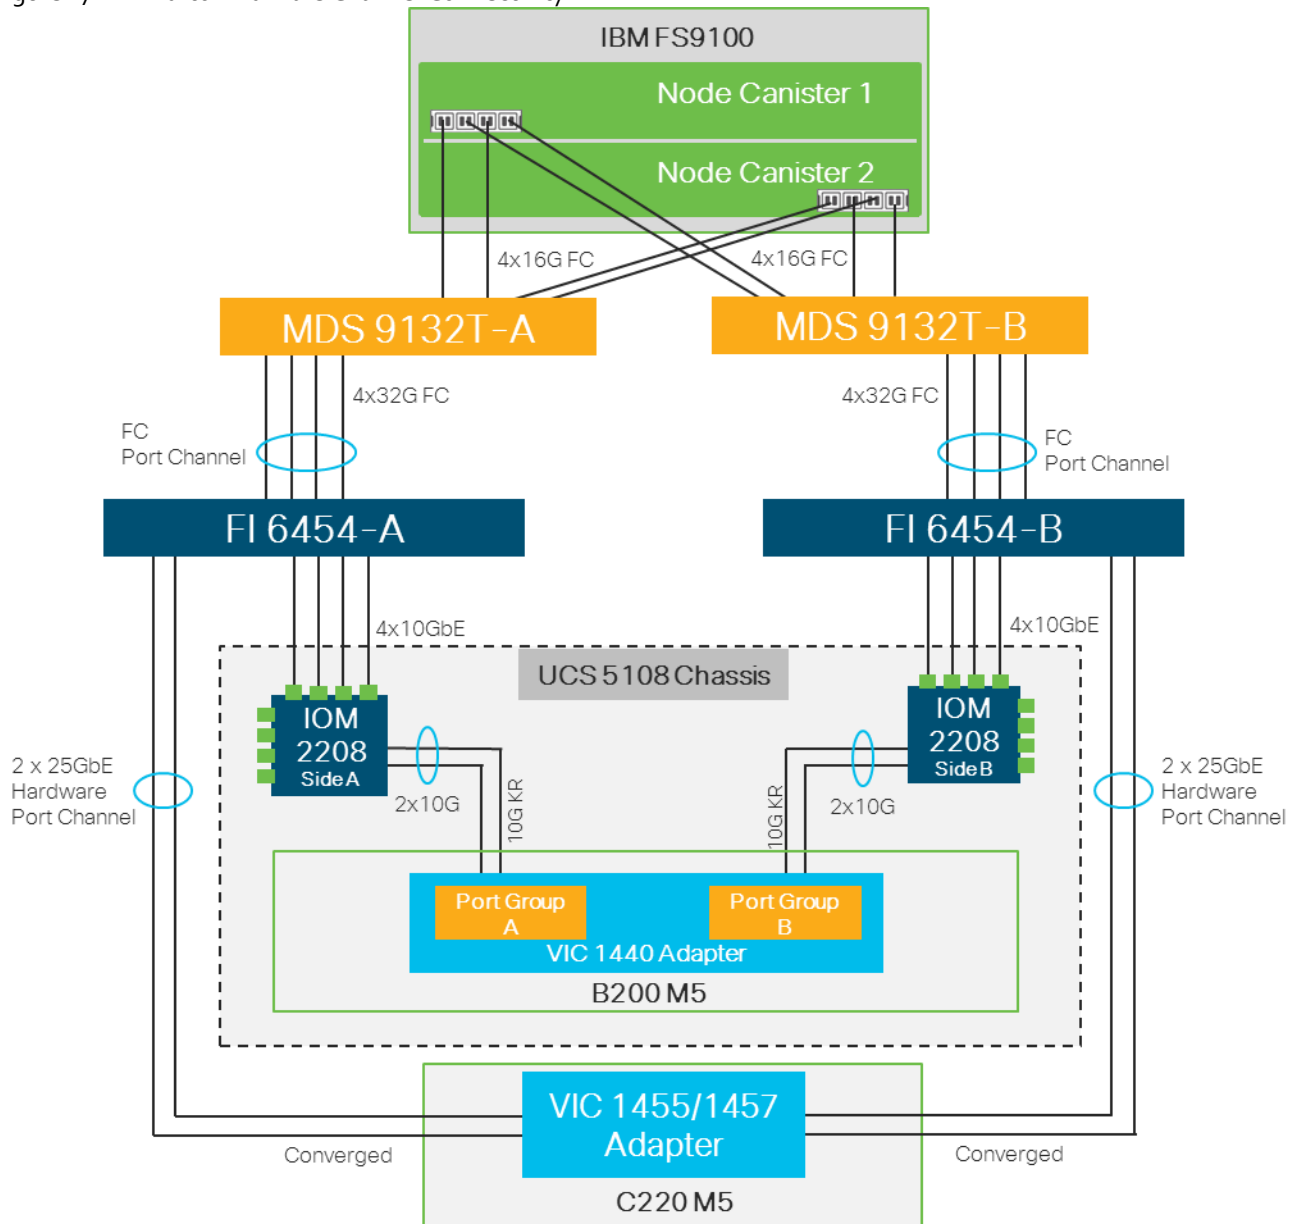 IBM FS9100
Node Canister 1
Node Canister 2
4x16G FC
4x16G FC
MDS 9132T-A
MDS 9132T-B
4x32G FC
4x32G FC
FC
Port Channel
FC
Port Channel
FI 6454-A
FI 6454-B
4x10GbE
4x10GbE
UCS 5108 Chassis
IOM
2208
Side A
IOM
2208
Side B
2 x 25GbE
Hardware
Port Channel
2x10G
10G KR
10G KR
2x10G
2 x 25GbE
Hardware
Port Channel
Port Group
A
Port Group
B
VIC 1440 Adapter
B200 M5
VIC 1455/1457
Adapter
Converged
Converged
C220 M5